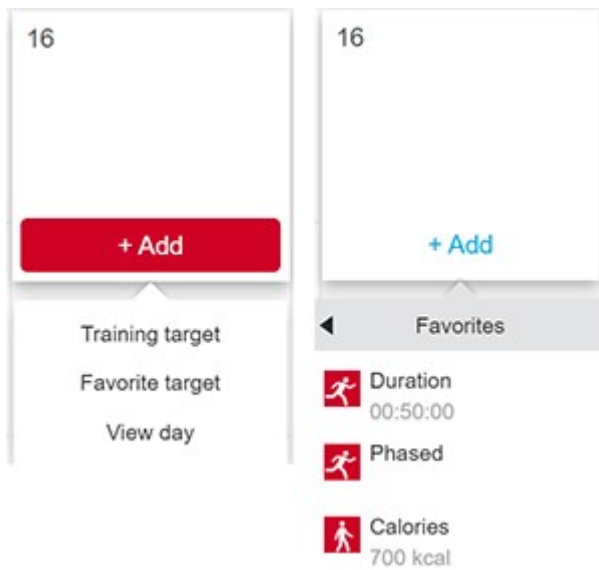 16
+ Add
Training target
Favorite target
View day
16
+ Add
Favorites
Duration
00:50:00
Phased
Calories
700 kcal